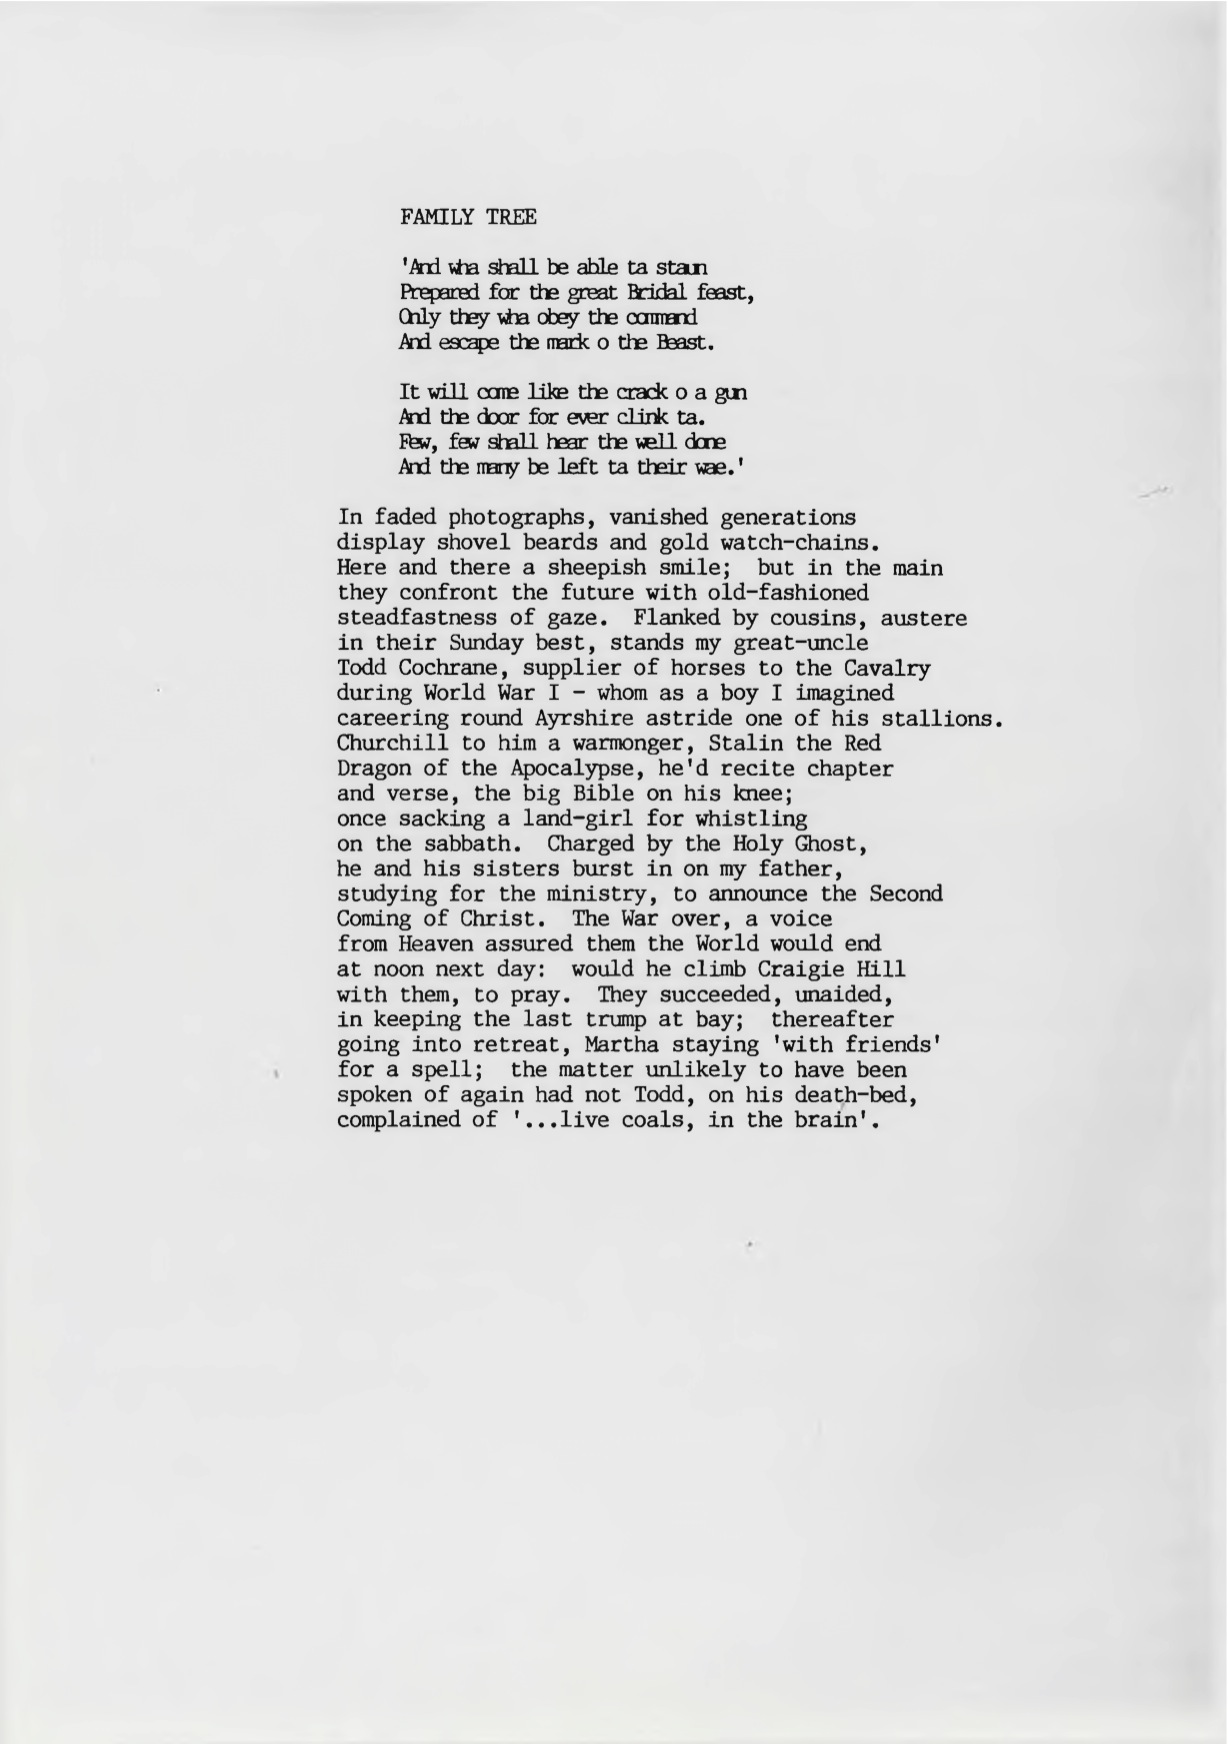 FAMILY TREE

'And wha shall be able ta staun
Prepared for the great Bridal feast,
Only they wha obey the command
And escape the mark o the Beast.

It will come like the crack o a gun
And the door for ever clink ta.
Few, few shall hear the well done
And the many be left ta their wae.'

In faded photographs, vanished generations
display shovel beards and gold watch-chains.
Here and there a sheepish smile; but in the main
they confront the future with old-fashioned
steadfastness of gaze. Flanked by cousins, austere
in their Sunday best, stands my great-uncle
Todd Cochrane, supplier of horses to the Cavalry
during World War I - whom as a boy I imagined
careering round Ayrshire astride one of his stallions.
Churchill to him a warmonger, Stalin the Red
Dragon of the Apocalypse, he'd recite chapter
and verse, the big Bible on his knee;
once sacking a land-girl for whistling
on the sabbath. Charged by the Holy Ghost,
he and his sisters burst in on my father,
studying for the ministry, to announce the Second
Coming of Christ. The War over, a voice
from Heaven assured them the World would end
at noon next day: would he climb Craigie Hill
with them, to pray. They succeeded, unaided,
in keeping the last trump at bay; thereafter
going into retreat, Martha staying 'with friends'
for a spell; the matter unlikely to have been
spoken of again had not Todd, on his death-bed,
complained of '...live coals, in the brain'.